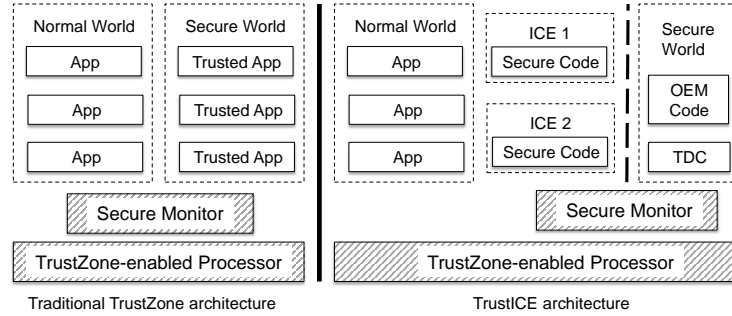 Normal World
App
App
App
Secure World
Trusted App
Trusted App
Trusted App
Secure Monitor
TrustZone-enabled Processor
Traditional TrustZone architecture
Normal World
App
App
App
ICE 1
Secure Code
ICE 2
Secure Code
Secure
World
OEM
Code
TDC
Secure Monitor
TrustZone-enabled Processor
TrustICE architecture